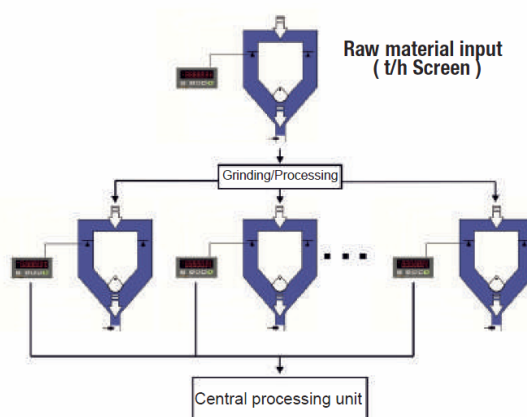 Raw material input
( t/h Screen )
Grinding/Processing
Central processing unit